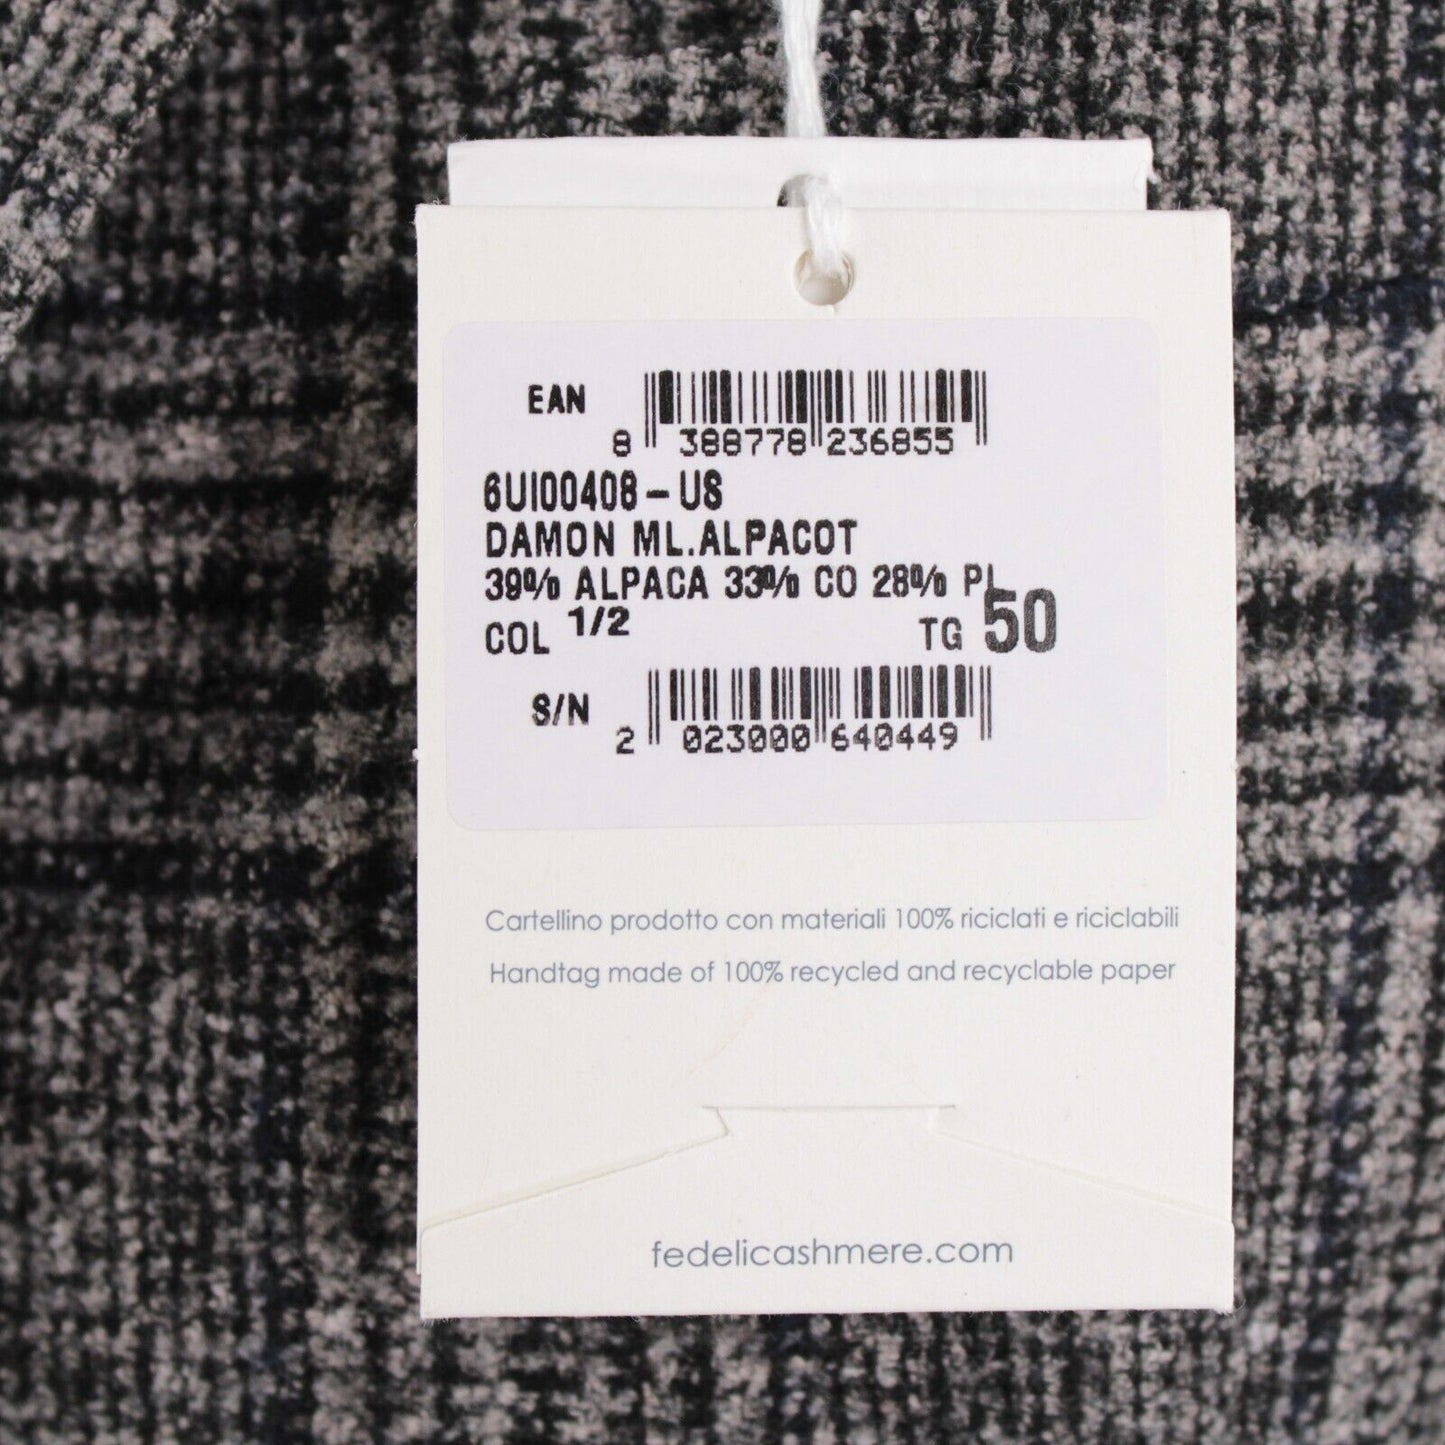 EAN
8 388778 236855
6UI00408-US
DAMON ML.ALPACOT
39% ALPACA 33% CO 28% PL
COL 1/2 TG 50
S/N
2 023000 640449
Cartellino prodotto con materiali 100% riciclati e riciclabili
Handtag made of 100% recycled and recyclable paper
fedelicashmere.com